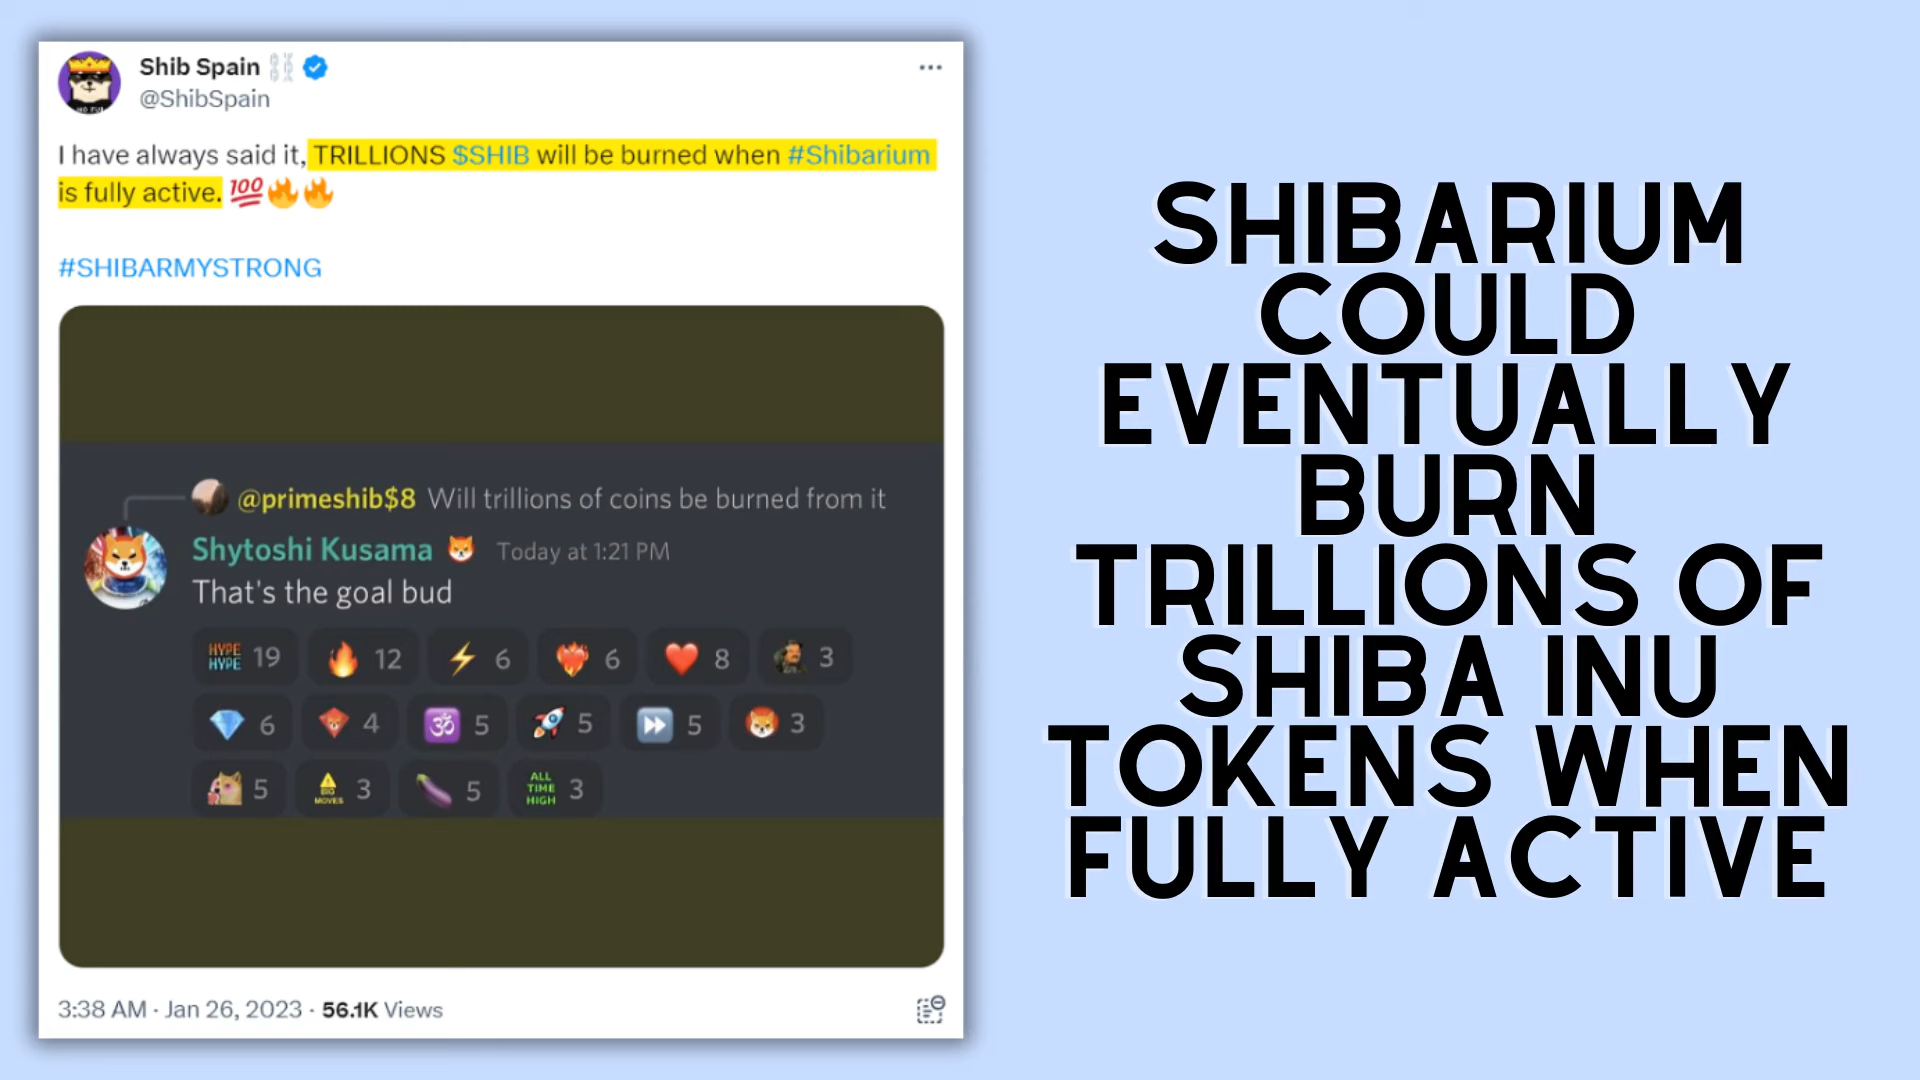 Shib Spain
@ShibSpain
I have always said it, TRILLIONS $SHIB will be burned when #Shibarium
is fully active. 💯🔥🔥
#SHIBARMYSTRONG
@primeshib$8 Will trillions of coins be burned from it
Shytoshi Kusama Today at 1:21 PM
That's the goal bud
HYPE HYPE 19 12 6 6 8 3
6 4 5 5 5 3
5 BIG MOVES 3 5 ALL TIME HIGH 3
3:38 AM · Jan 26, 2023 · 56.1K Views
SHIBARIUM
COULD
EVENTUALLY
BURN
TRILLIONS OF
SHIBA INU
TOKENS WHEN
FULLY ACTIVE